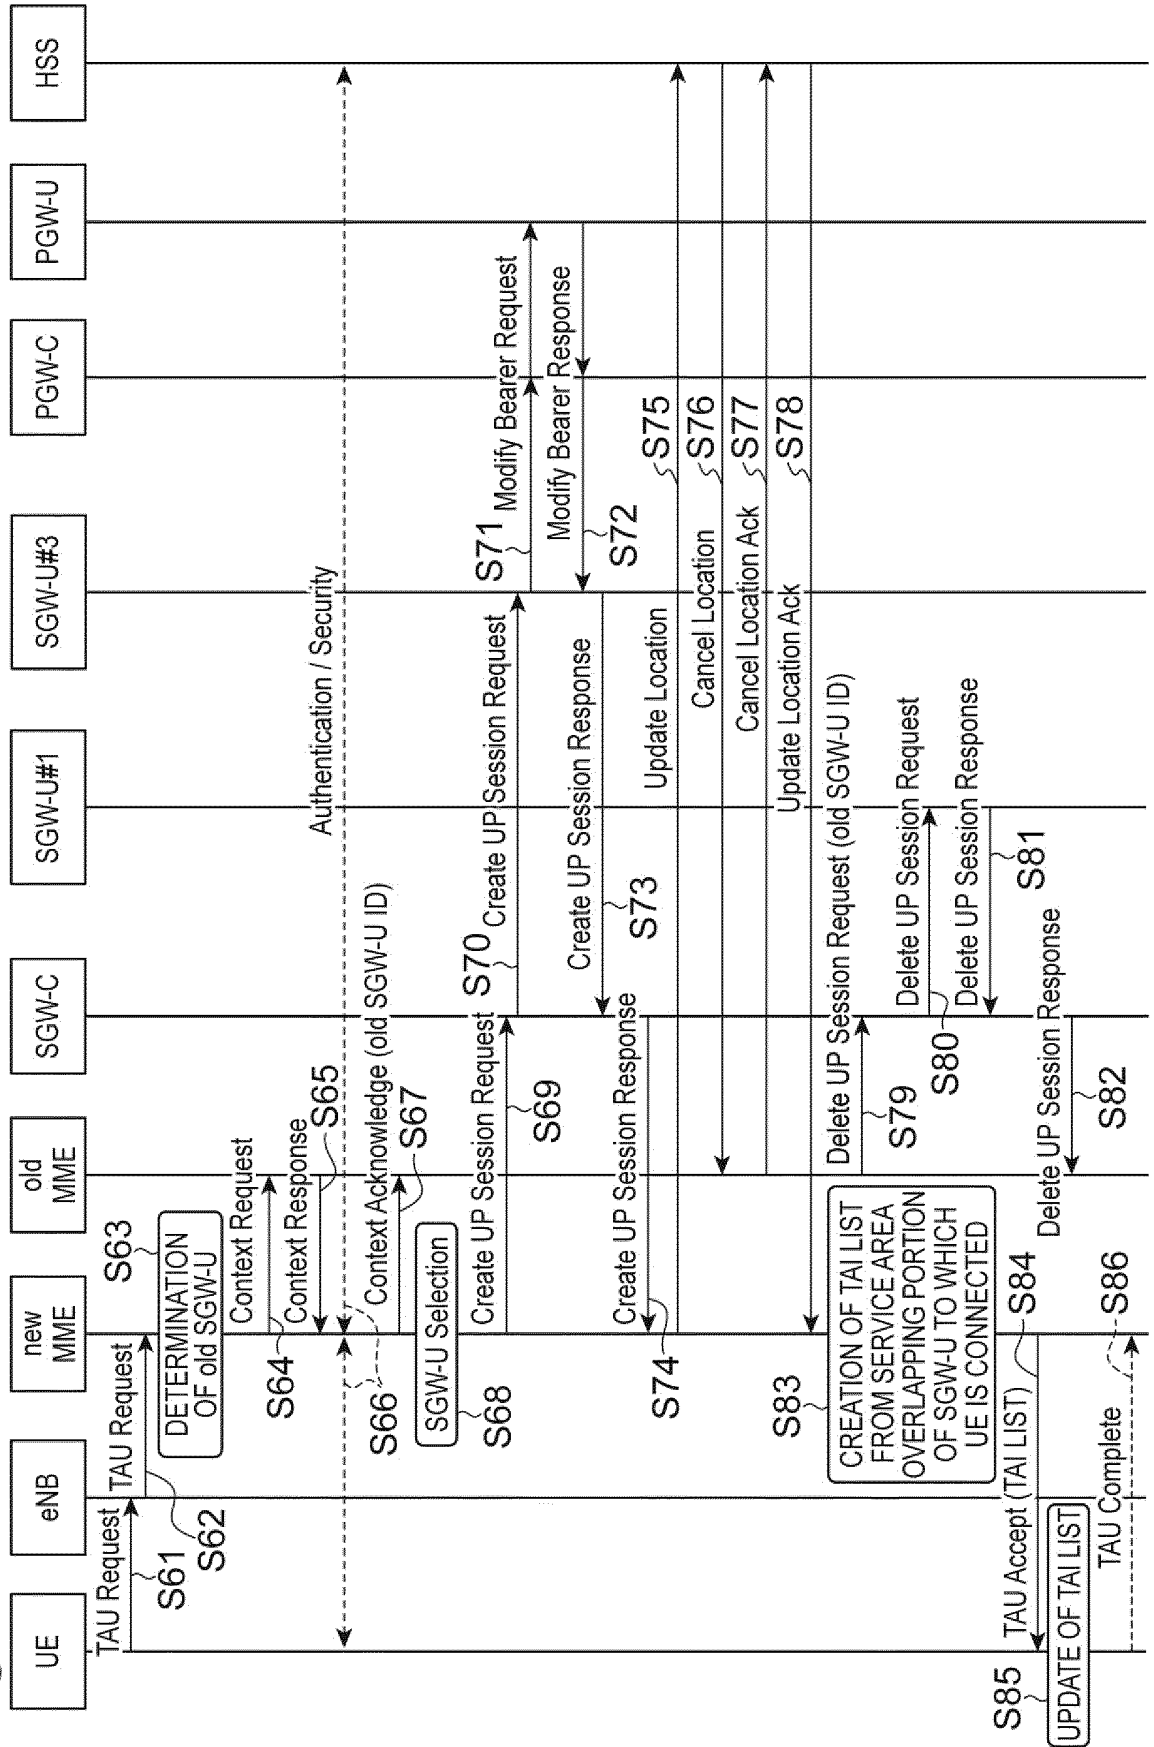 UE
eNB
new
MME
old
MME
SGW-C
SGW-U#1
SGW-U#3
PGW-C
PGW-U
HSS
TAU Request
S61
TAU Request
S62
S63
DETERMINATION
OF old SGW-U
Context Request
S64
Context Response
S65
Authentication / Security
S66
Context Acknowledge (old SGW-U ID)
S67
SGW-U Selection
S68
Create UP Session Request
S69
S70
Create UP Session Request
S71
Modify Bearer Request
Modify Bearer Response
S72
Create UP Session Response
S73
Create UP Session Response
S74
Update Location
S75
Cancel Location
S76
Cancel Location Ack
S77
Update Location Ack
S78
Delete UP Session Request (old SGW-U ID)
S79
Delete UP Session Request
S80
Delete UP Session Response
S81
Delete UP Session Response
S82
S83
CREATION OF TAI LIST
FROM SERVICE AREA
OVERLAPPING PORTION
OF SGW-U TO WHICH
UE IS CONNECTED
TAU Accept (TAI LIST)
S84
S85
UPDATE OF TAI LIST
TAU Complete
S86